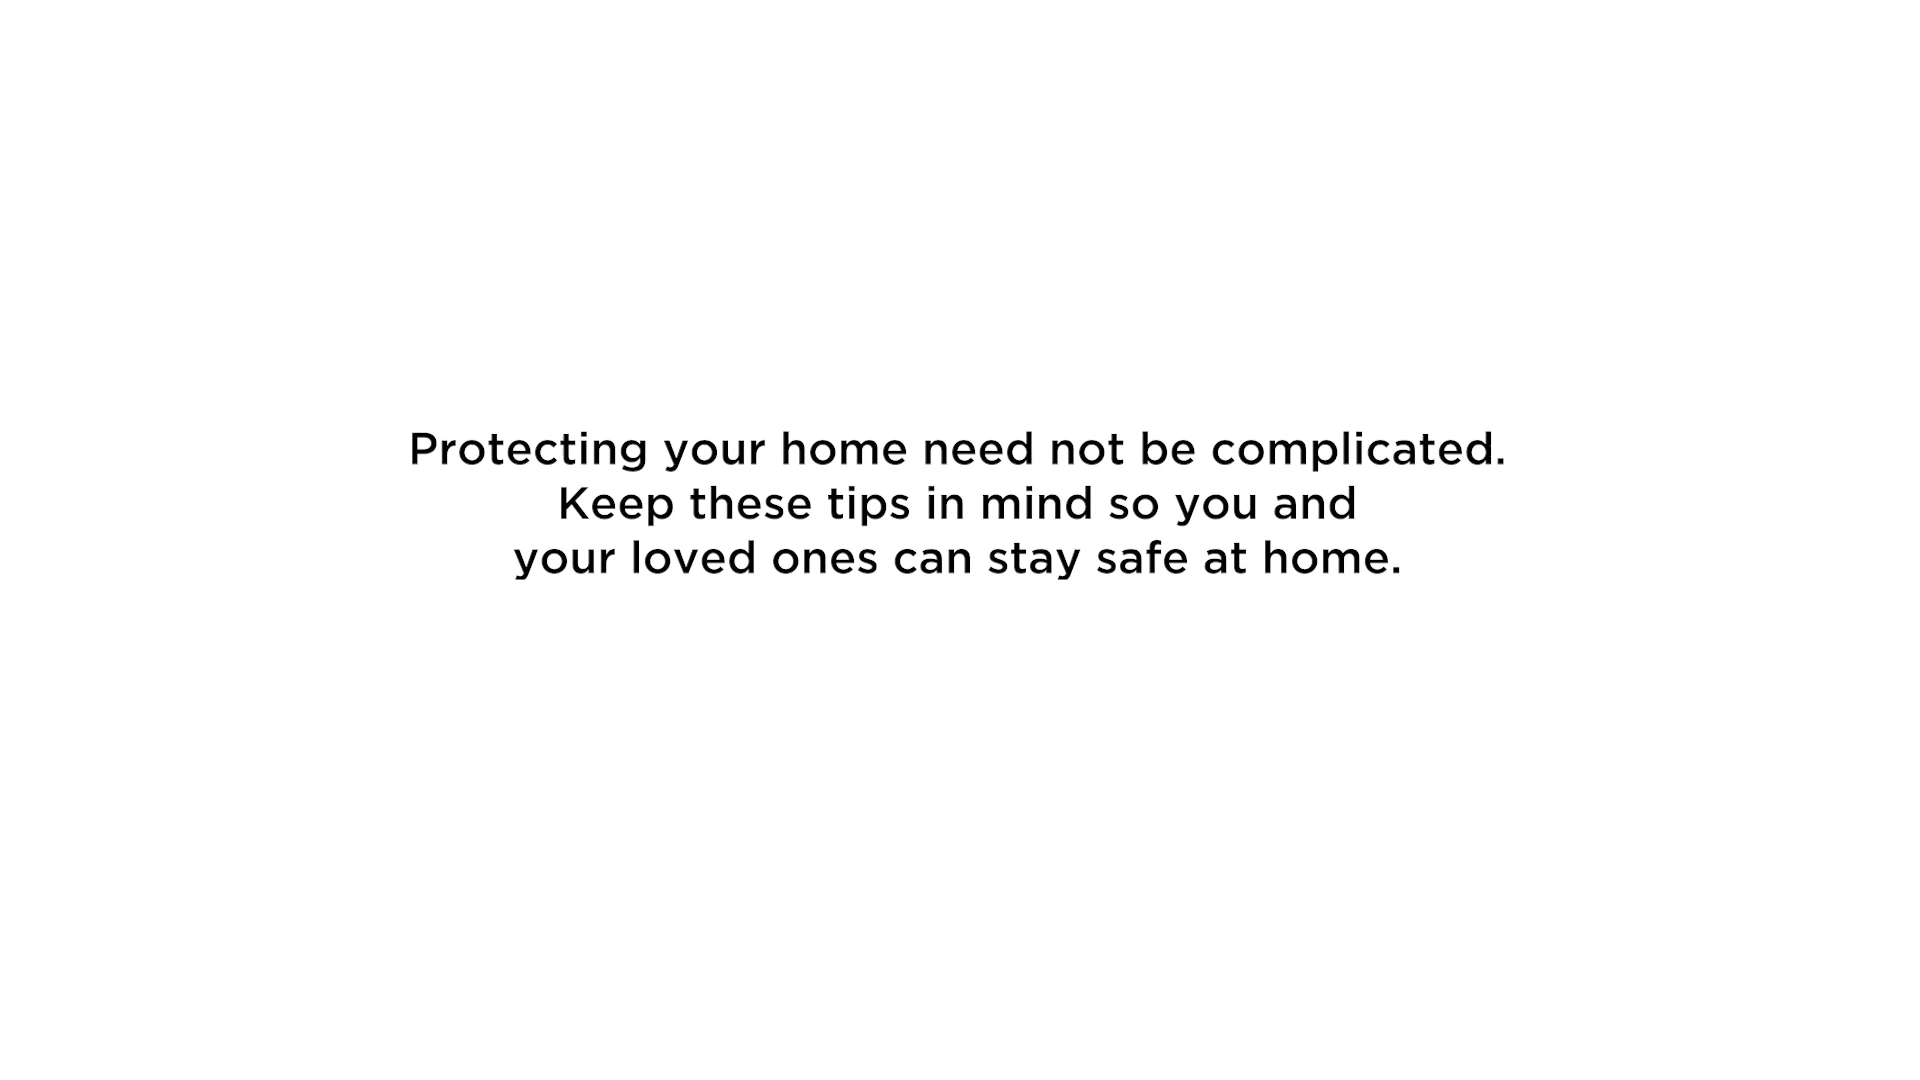 Protecting your home need not be complicated.
Keep these tips in mind so you and
your loved ones can stay safe at home.